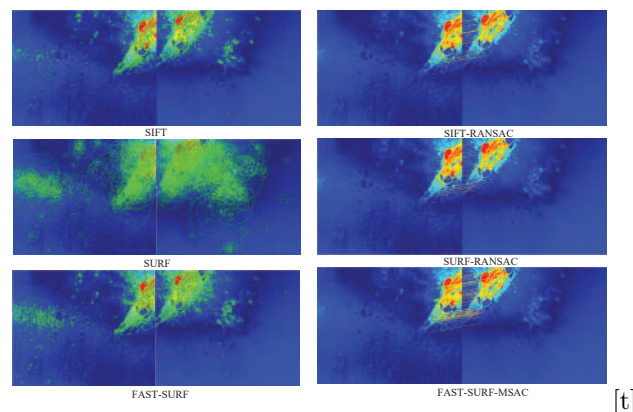 SIFT
SIFT-RANSAC
SURF
SURF-RANSAC
FAST-SURF
FAST-SURF-MSAC
[t]